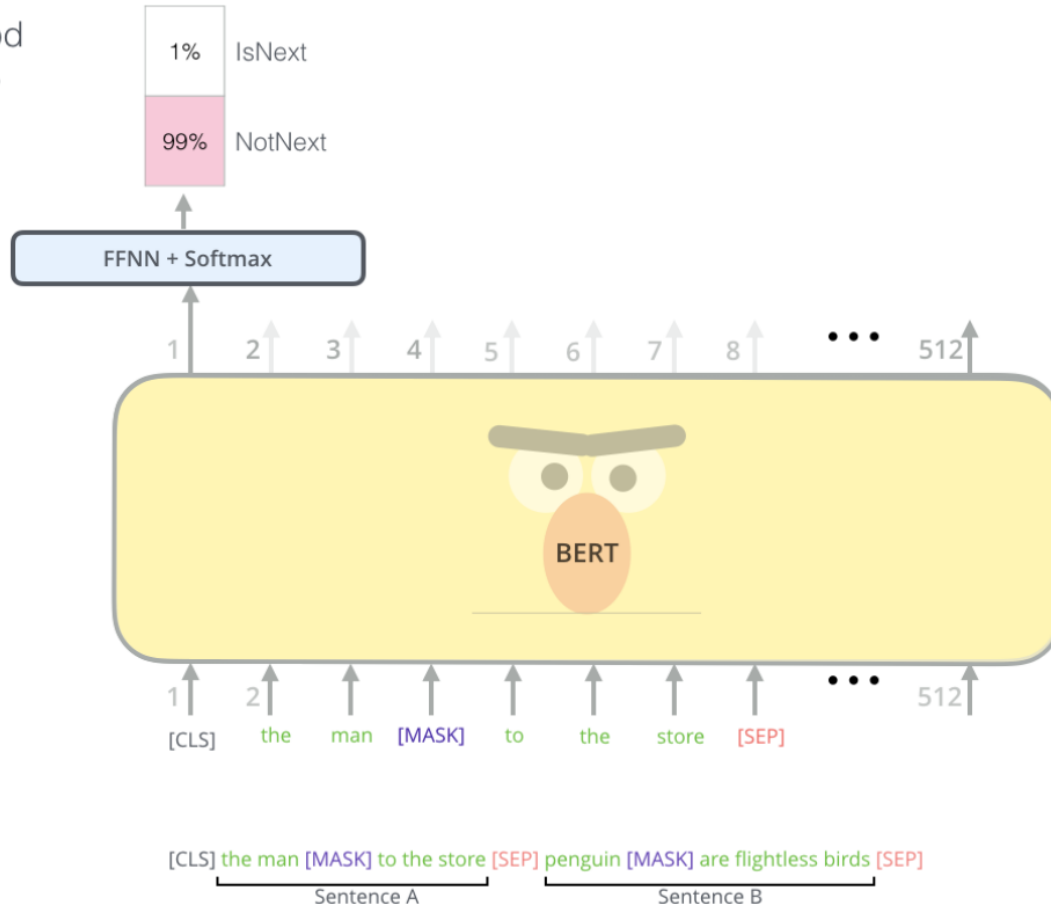 1% IsNext
99% NotNext
FFNN + Softmax
1 2 3 4 5 6 7 8 ••• 512
BERT
1 2 ••• 512
[CLS] the man [MASK] to the store [SEP]
[CLS] the man [MASK] to the store [SEP] penguin [MASK] are flightless birds [SEP]
Sentence A Sentence B